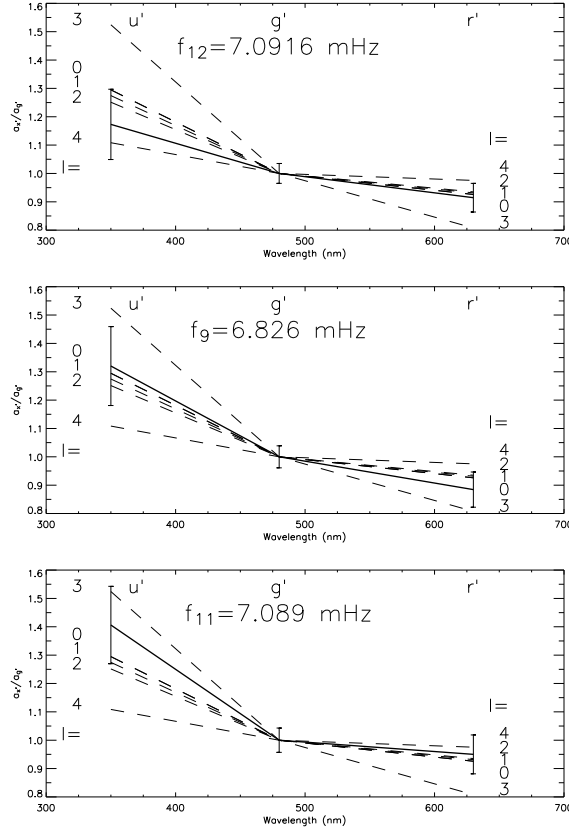 1.6
3 u' g' r'
f12=7.0916 mHz
1.5
1.4
0
1
1.3
2
ax'/ag'
1.2
4
l=
1.1
l=
4
1.0
2
1
0.9
0
3
0.8
300 400 500 600 700
Wavelength (nm)
1.6
3 u' g' r'
f9=6.826 mHz
1.5
1.4
0
1
1.3
2
ax'/ag'
1.2
4
l=
1.1
l=
4
1.0
2
1
0.9
0
3
0.8
300 400 500 600 700
Wavelength (nm)
1.6
3 u' g' r'
f11=7.089 mHz
1.5
1.4
0
1
1.3
2
ax'/ag'
1.2
4
l=
1.1
l=
4
1.0
2
1
0.9
0
3
0.8
300 400 500 600 700
Wavelength (nm)